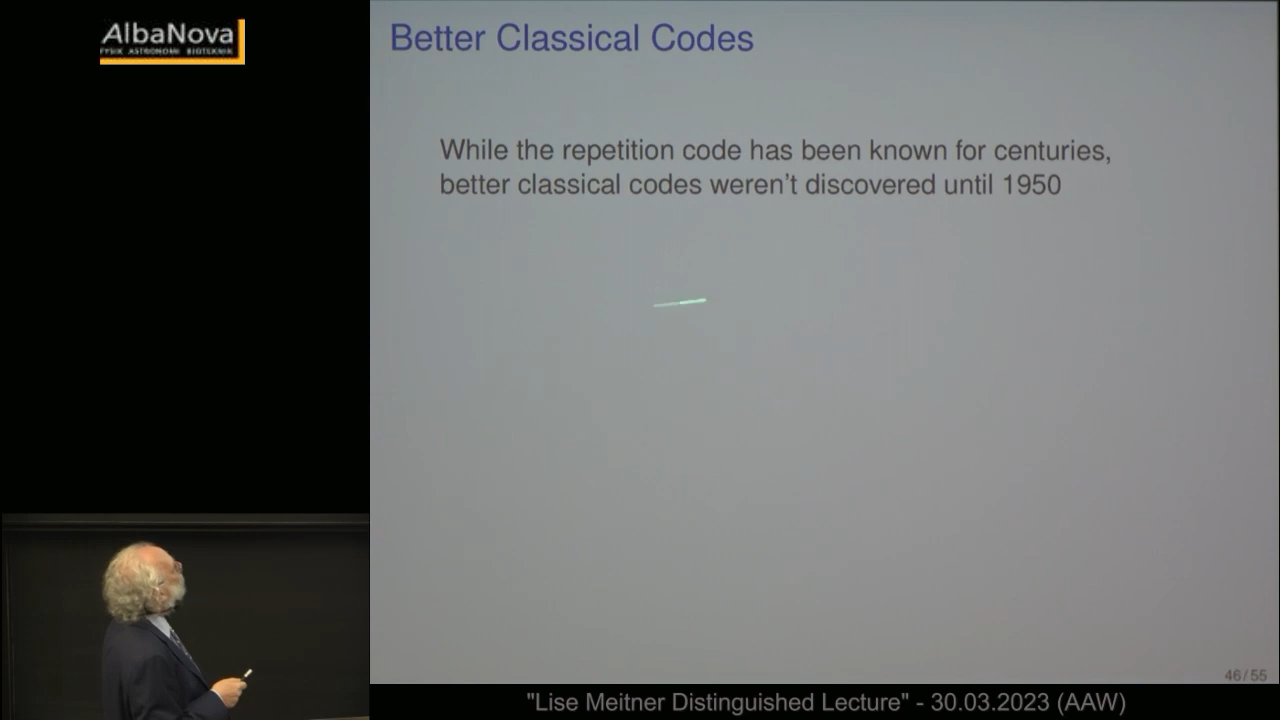 AlbaNova
FYSIK ASTRONOMI BIOTEKNIK
Better Classical Codes
While the repetition code has been known for centuries,
better classical codes weren't discovered until 1950
46/55
"Lise Meitner Distinguished Lecture" - 30.03.2023 (AAW)